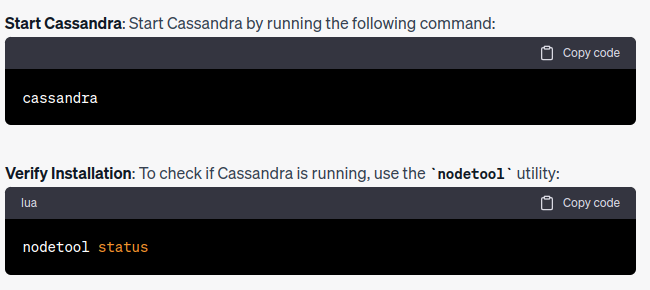 Start Cassandra: Start Cassandra by running the following command:
Copy code
cassandra
Verify Installation: To check if Cassandra is running, use the `nodetool` utility:
lua Copy code
nodetool status